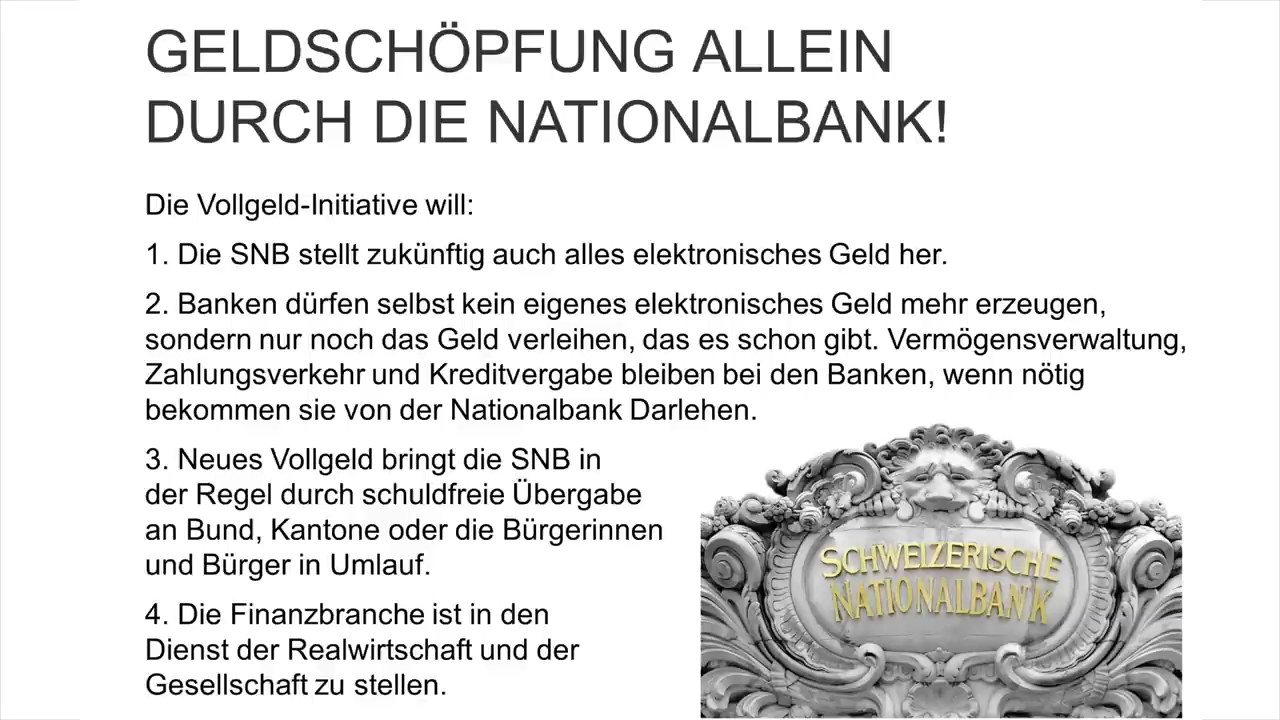 GELDSCHÖPFUNG ALLEIN
DURCH DIE NATIONALBANK!
Die Vollgeld-Initiative will:
1. Die SNB stellt zukünftig auch alles elektronisches Geld her.
2. Banken dürfen selbst kein eigenes elektronisches Geld mehr erzeugen,
sondern nur noch das Geld verleihen, das es schon gibt. Vermögensverwaltung,
Zahlungsverkehr und Kreditvergabe bleiben bei den Banken, wenn nötig
bekommen sie von der Nationalbank Darlehen.
3. Neues Vollgeld bringt die SNB in
der Regel durch schuldfreie Übergabe
an Bund, Kantone oder die Bürgerinnen
und Bürger in Umlauf.
4. Die Finanzbranche ist in den
Dienst der Realwirtschaft und der
Gesellschaft zu stellen.
SCHWEIZERISCHE
NATIONALBANK